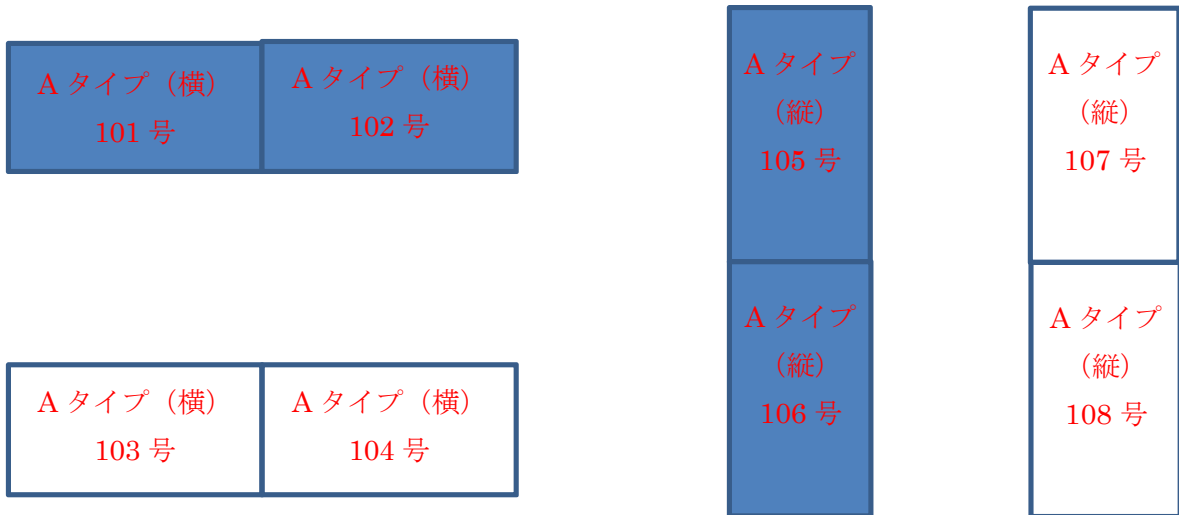 A タイプ（横）
101 号
A タイプ（横）
102 号
A タイプ（横）
103 号
A タイプ（横）
104 号
A タイプ
（縦）
105 号
A タイプ
（縦）
106 号
A タイプ
（縦）
107 号
A タイプ
（縦）
108 号